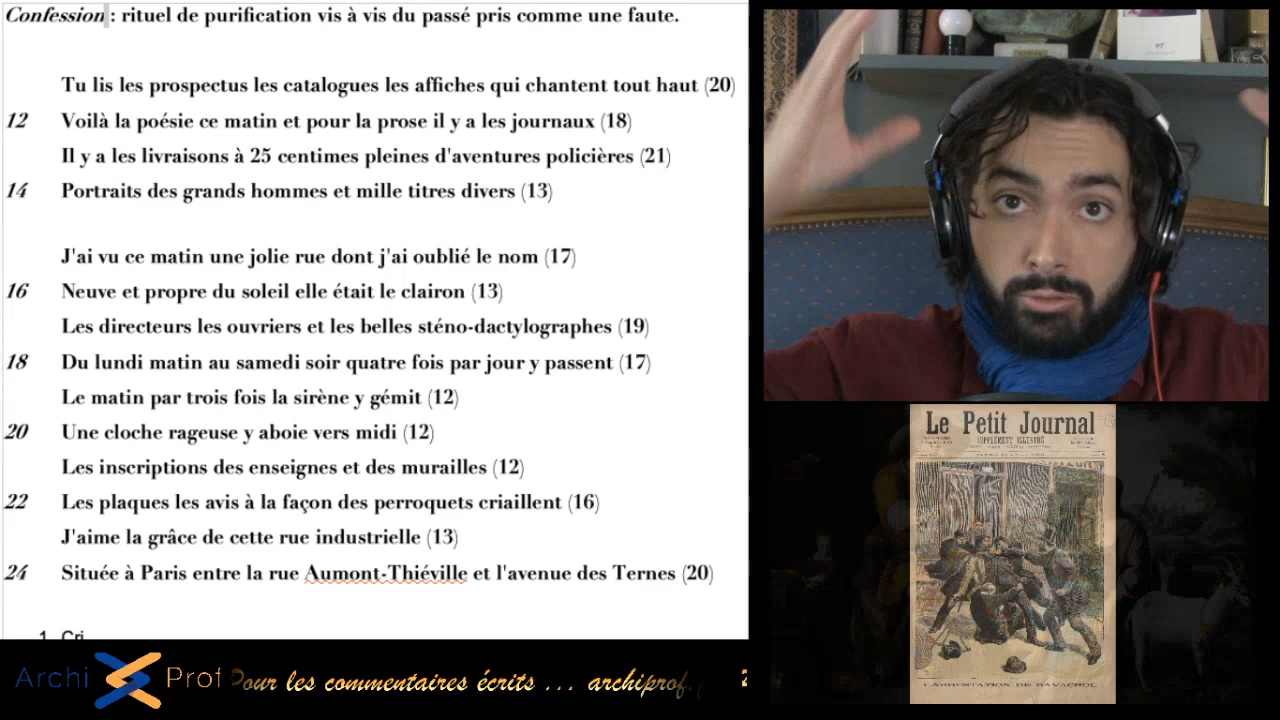 Confession : rituel de purification vis à vis du passé pris comme une faute.
Tu lis les prospectus les catalogues les affiches qui chantent tout haut (20)
12 Voilà la poésie ce matin et pour la prose il y a les journaux (18)
Il y a les livraisons à 25 centimes pleines d'aventures policières (21)
14 Portraits des grands hommes et mille titres divers (13)
J'ai vu ce matin une jolie rue dont j'ai oublié le nom (17)
16 Neuve et propre du soleil elle était le clairon (13)
Les directeurs les ouvriers et les belles sténo-dactylographes (19)
18 Du lundi matin au samedi soir quatre fois par jour y passent (17)
Le matin par trois fois la sirène y gémit (12)
20 Une cloche rageuse y aboie vers midi (12)
Les inscriptions des enseignes et des murailles (12)
22 Les plaques les avis à la façon des perroquets criaillent (16)
J'aime la grâce de cette rue industrielle (13)
24 Située à Paris entre la rue Aumont-Thiéville et l'avenue des Ternes (20)
1. Cri
Le Petit Journal
SUPPLÉMENT ILLUSTRÉ
L'ARRESTATION DE RAVACHOL
Archi Prof
Pour les commentaires écrits ... archiprof.